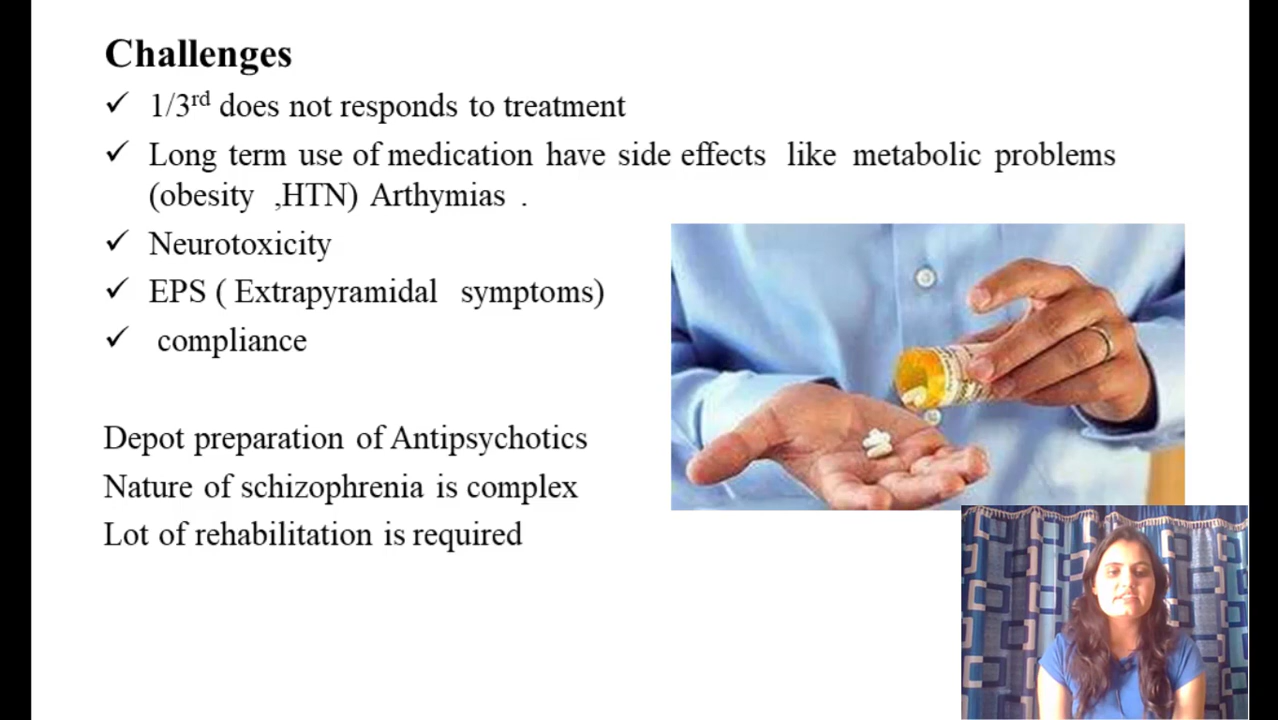 Challenges
✓ 1/3rd does not responds to treatment
✓ Long term use of medication have side effects like metabolic problems
(obesity ,HTN) Arthymias .
✓ Neurotoxicity
✓ EPS ( Extrapyramidal symptoms)
✓ compliance
Depot preparation of Antipsychotics
Nature of schizophrenia is complex
Lot of rehabilitation is required